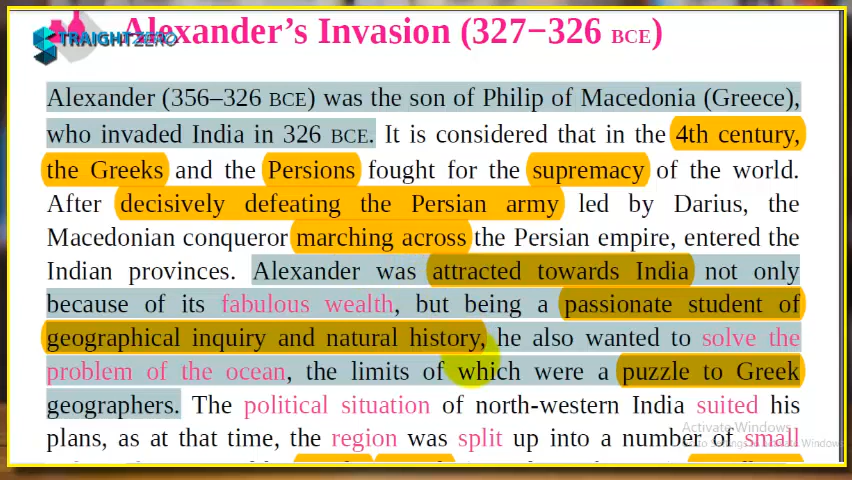 Alexander's Invasion (327–326 BCE)
STRAIGHTZERO
Alexander (356–326 BCE) was the son of Philip of Macedonia (Greece),
who invaded India in 326 BCE. It is considered that in the 4th century,
the Greeks and the Persions fought for the supremacy of the world.
After decisively defeating the Persian army led by Darius, the
Macedonian conqueror marching across the Persian empire, entered the
Indian provinces. Alexander was attracted towards India not only
because of its fabulous wealth, but being a passionate student of
geographical inquiry and natural history, he also wanted to solve the
problem of the ocean, the limits of which were a puzzle to Greek
geographers. The political situation of north-western India suited his
Activate Windows
plans, as at that time, the region was split up into a number of small